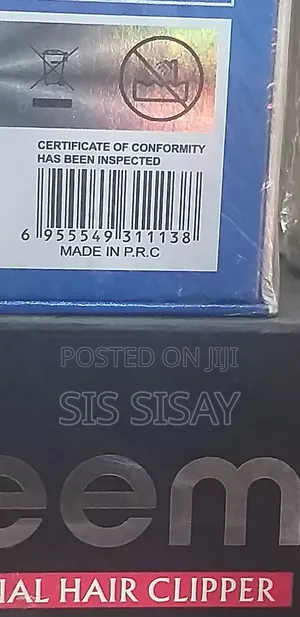 CERTIFICATE OF CONFORMITY
HAS BEEN INSPECTED
6 955549 311138
MADE IN P.R.C
POSTED ON JIJI
SIS SISAY
eem
IAL HAIR CLIPPER